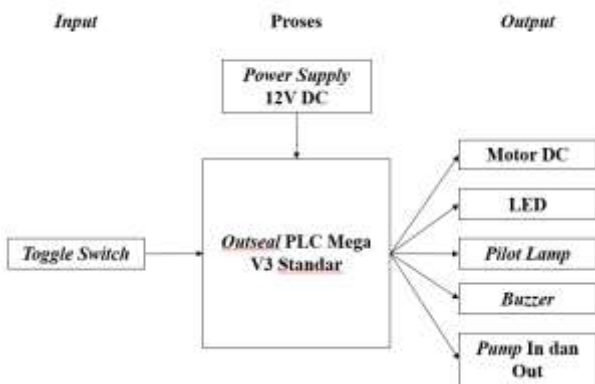 Input
Proses
Output
Power Supply
12V DC
Motor DC
LED
Toggle Switch
Outseal PLC Mega
V3 Standar
Pilot Lamp
Buzzer
Pump In dan
Out